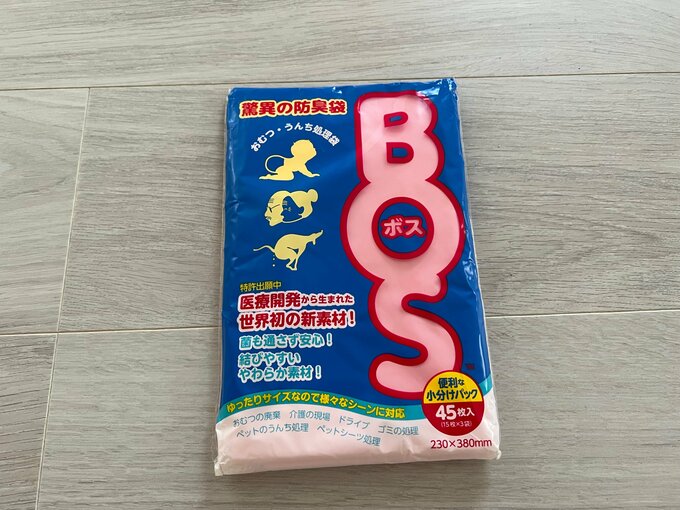 驚異の防臭袋
おむつ・うんち処理袋
BOS
ボス
特許出願中
医療開発から生まれた
世界初の新素材！
菌も通さず安心！
結びやすい
やわらか素材！
便利な
小分けパック
45枚入
(15枚×3袋)
ゆったりサイズなので様々なシーンに対応
おむつの廃棄 介護の現場 ドライブ ゴミの処理
ペットのうんち処理 ペットシーツ処理
230×380mm